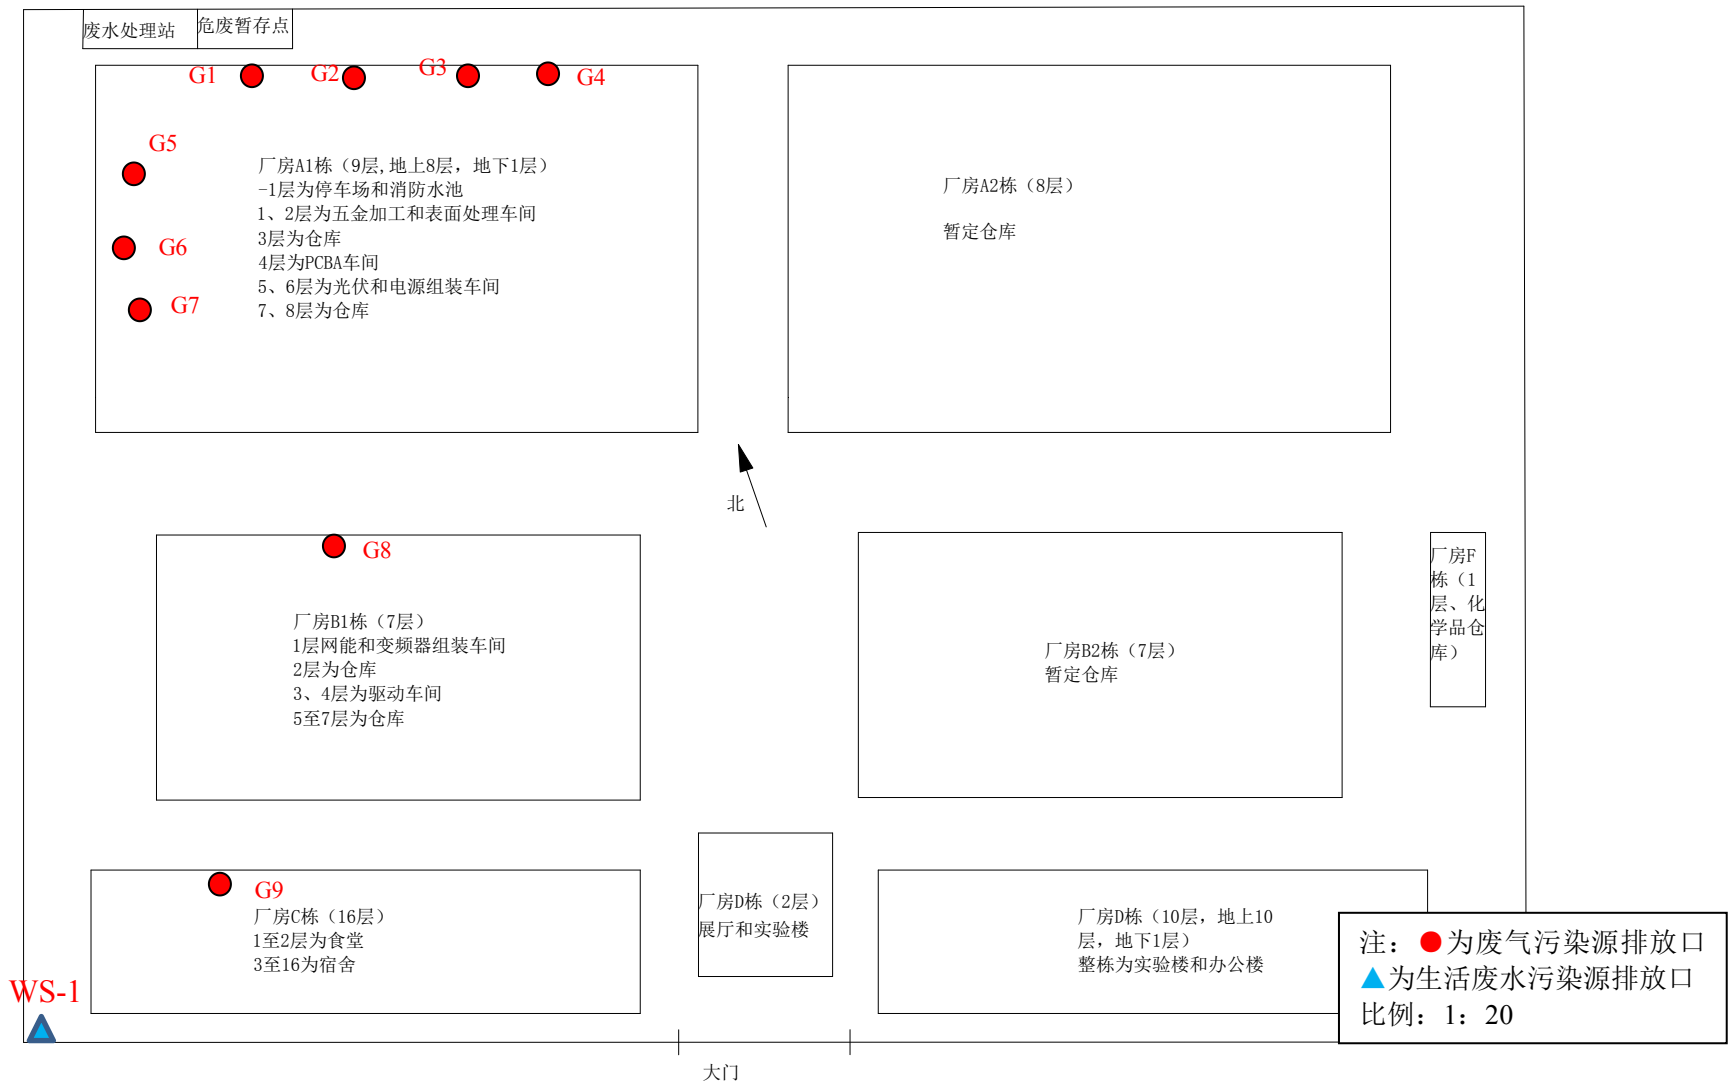 废水处理站
危废暂存点
G1
G2
G3
G4
G5
G6
G7
厂房A1栋（9层,地上8层，地下1层）
-1层为停车场和消防水池
1、2层为五金加工和表面处理车间
3层为仓库
4层为PCBA车间
5、6层为光伏和电源组装车间
7、8层为仓库
厂房A2栋（8层）
暂定仓库
北
G8
厂房B1栋（7层）
1层网能和变频器组装车间
2层为仓库
3、4层为驱动车间
5至7层为仓库
厂房B2栋（7层）
暂定仓库
厂房F
栋（1
层、化
学品仓
库）
G9
厂房C栋（16层）
1至2层为食堂
3至16为宿舍
厂房D栋（2层）
展厅和实验楼
厂房D栋（10层，地上10
层，地下1层）
整栋为实验楼和办公楼
WS-1
大门
注：为废气污染源排放口
为生活废水污染源排放口
比例：1：20